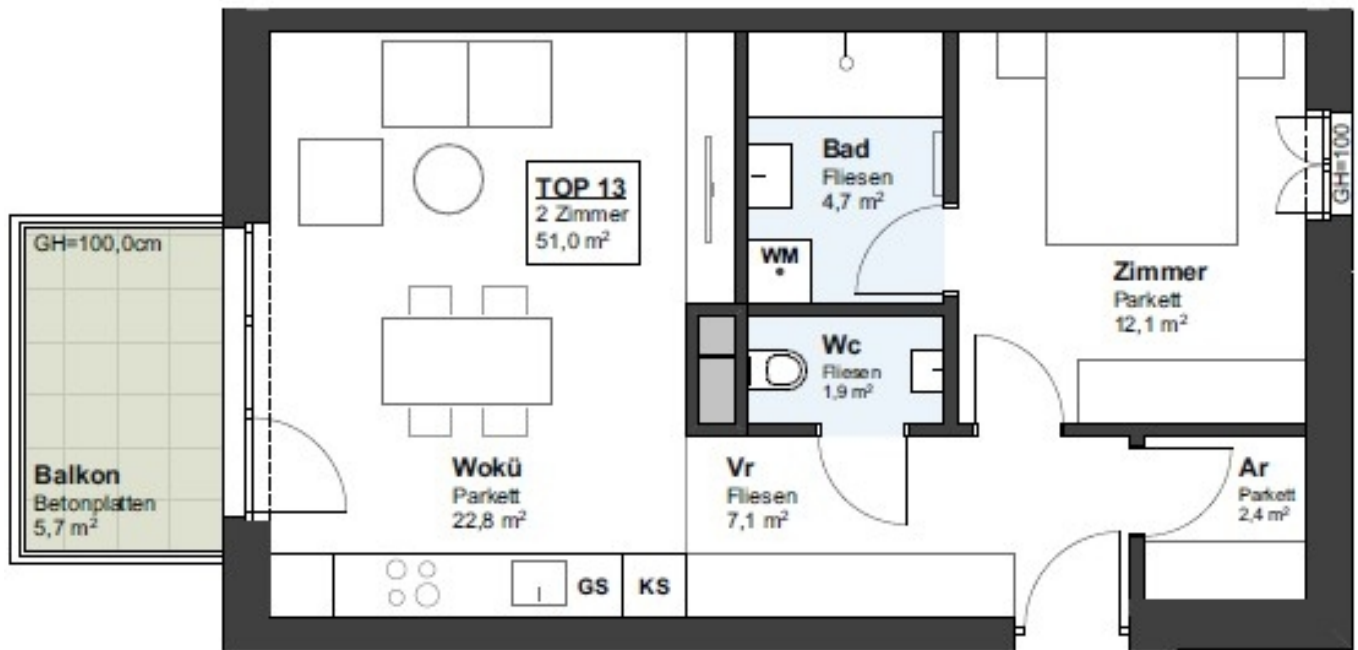 TOP 13
2 Zimmer
51,0 m²
Bad
Fliesen
4,7 m²
WM
GH=100
GH=100,0cm
Zimmer
Parkett
12,1 m²
Wc
Fliesen
1,9 m²
Balkon
Betonplatten
5,7 m²
Wokü
Parkett
22,8 m²
Vr
Fliesen
7,1 m²
Ar
Parkett
2,4 m²
GS
KS